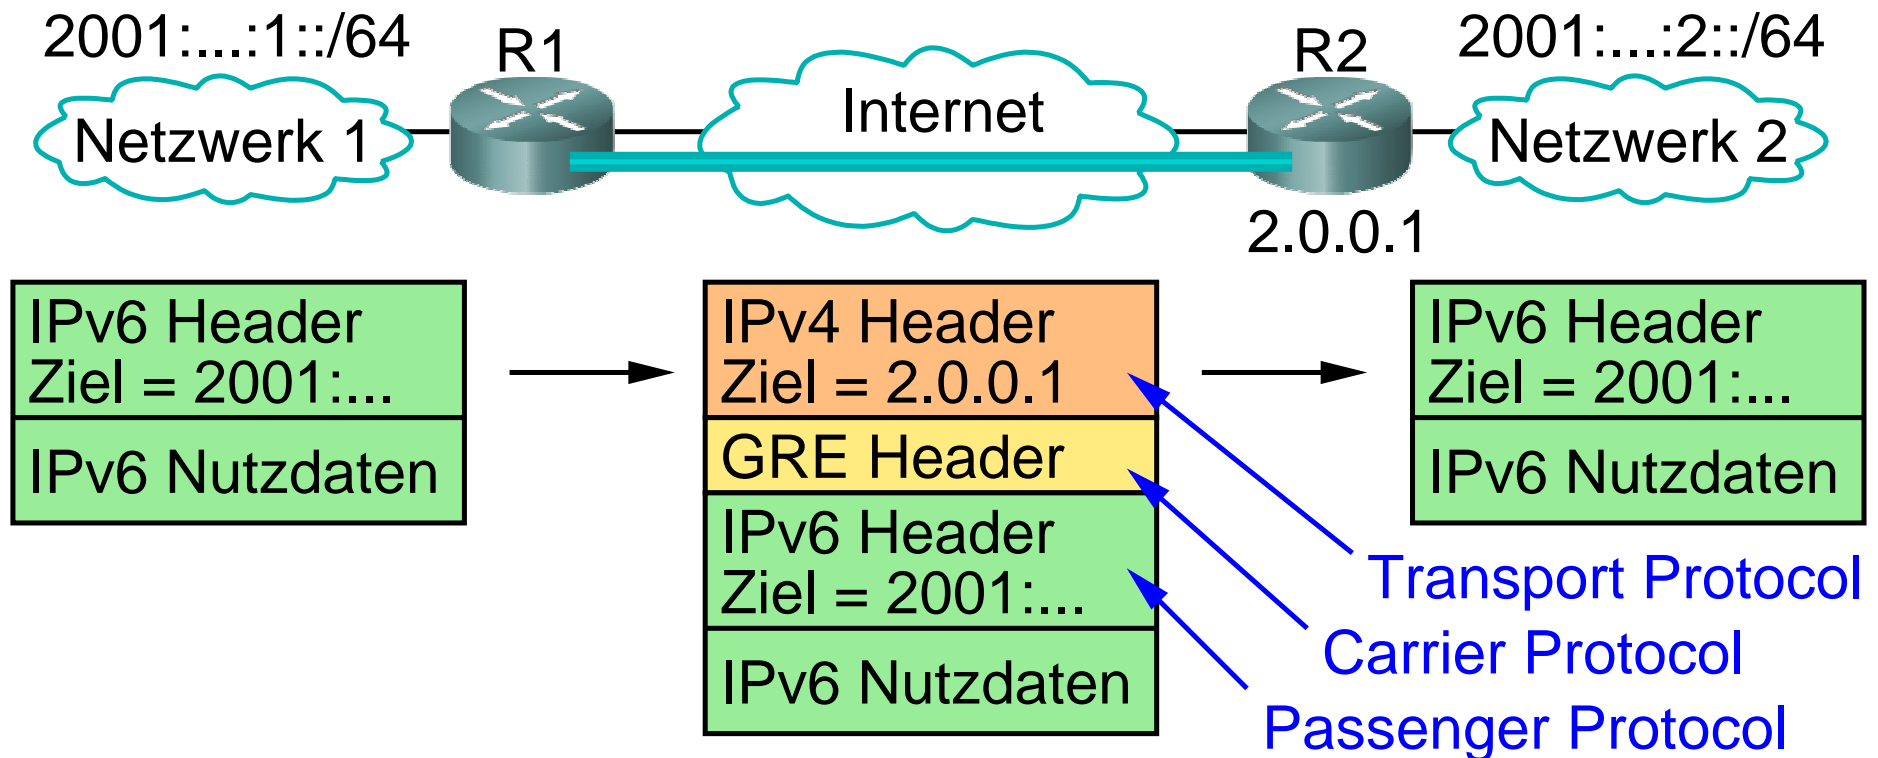 2001:...:1::/64
R1
R2
2001:...:2::/64
Netzwerk 1
Internet
Netzwerk 2
2.0.0.1
IPv6 Header
Ziel = 2001:...
IPv6 Nutzdaten
IPv4 Header
Ziel = 2.0.0.1
GRE Header
IPv6 Header
Ziel = 2001:...
IPv6 Nutzdaten
IPv6 Header
Ziel = 2001:...
IPv6 Nutzdaten
Transport Protocol
Carrier Protocol
Passenger Protocol